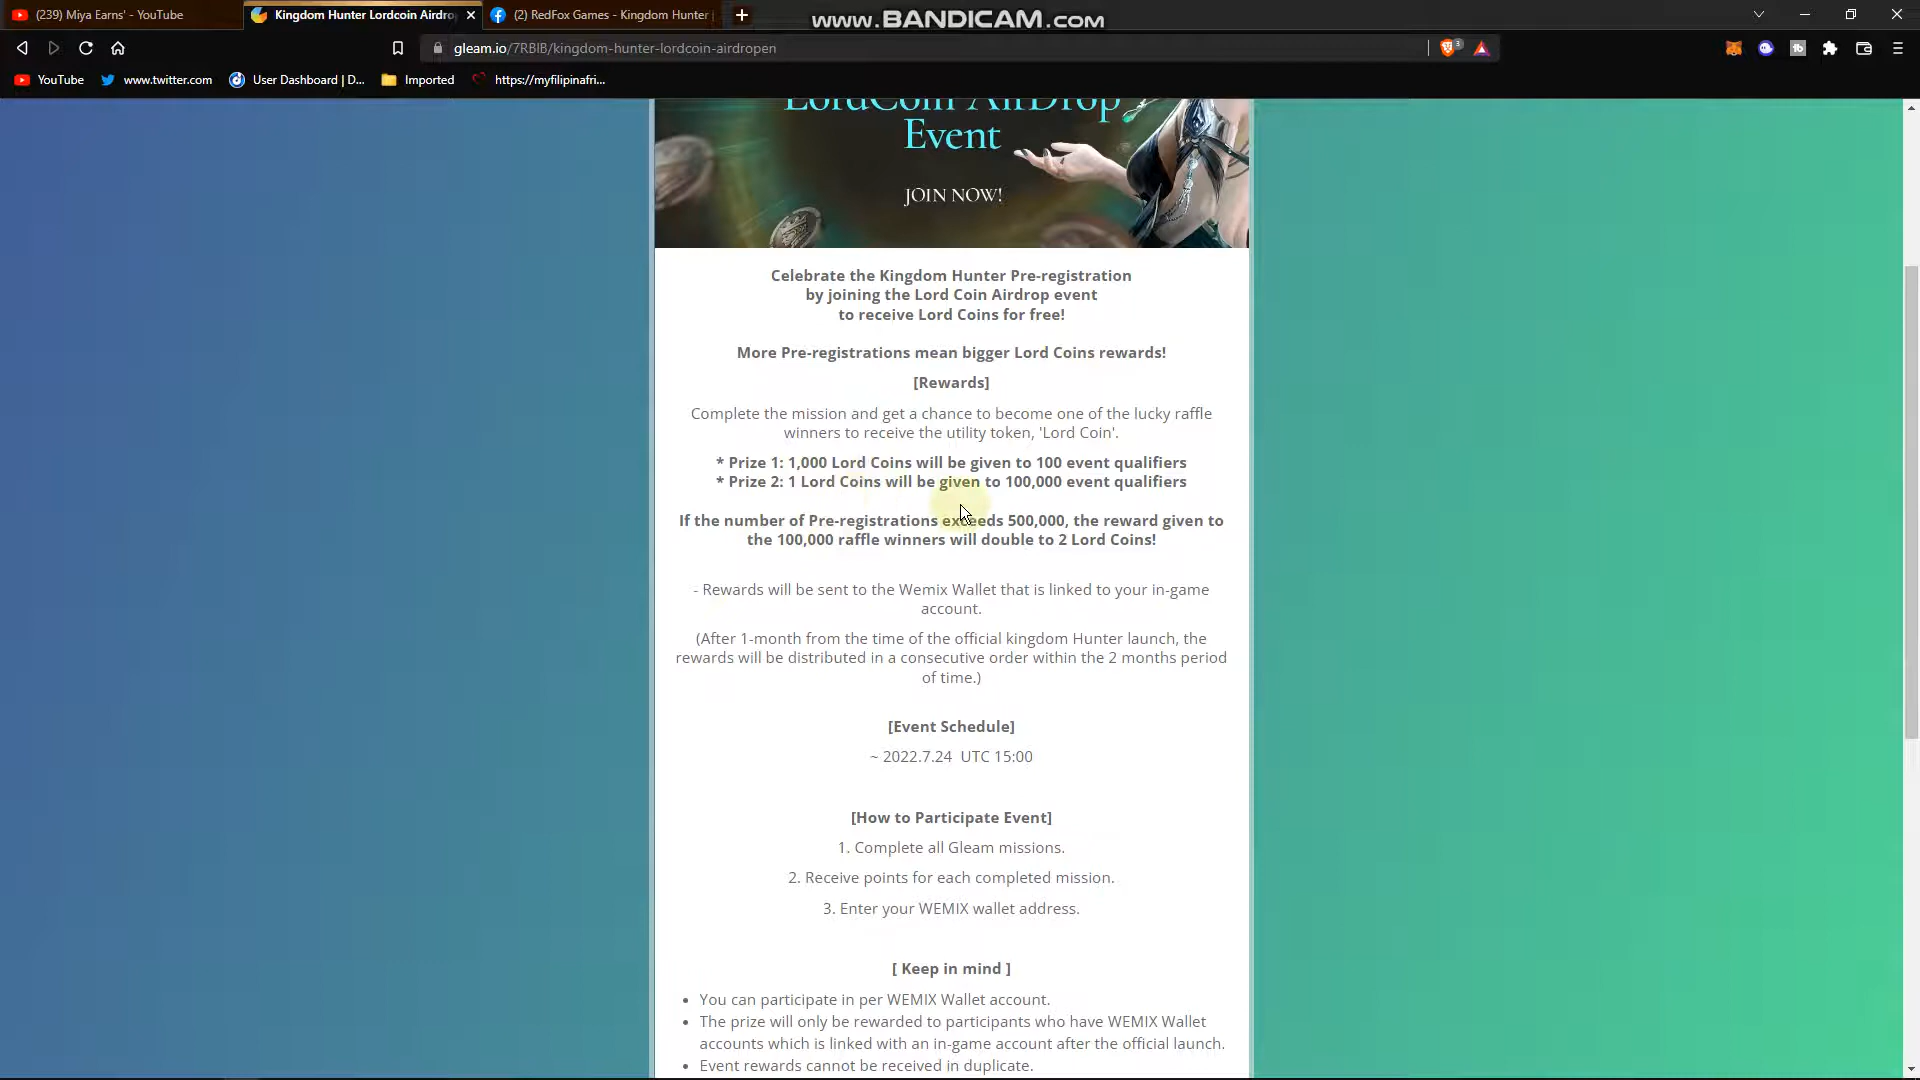 (239) Miya Earns' - YouTube
Kingdom Hunter Lordcoin Airdro
(2) RedFox Games - Kingdom Hunter
www.BANDICAM.com
gleam.io/7RBIB/kingdom-hunter-lordcoin-airdropen
3
YouTube
www.twitter.com
User Dashboard | D...
Imported
https://myfilipinafri...
LordCoin AirDrop
Event
JOIN NOW!
Celebrate the Kingdom Hunter Pre-registration
by joining the Lord Coin Airdrop event
to receive Lord Coins for free!
More Pre-registrations mean bigger Lord Coins rewards!
[Rewards]
Complete the mission and get a chance to become one of the lucky raffle
winners to receive the utility token, 'Lord Coin'.
* Prize 1: 1,000 Lord Coins will be given to 100 event qualifiers
* Prize 2: 1 Lord Coins will be given to 100,000 event qualifiers
If the number of Pre-registrations exceeds 500,000, the reward given to
the 100,000 raffle winners will double to 2 Lord Coins!
- Rewards will be sent to the Wemix Wallet that is linked to your in-game
account.
(After 1-month from the time of the official kingdom Hunter launch, the
rewards will be distributed in a consecutive order within the 2 months period
of time.)
[Event Schedule]
~ 2022.7.24 UTC 15:00
[How to Participate Event]
1. Complete all Gleam missions.
2. Receive points for each completed mission.
3. Enter your WEMIX wallet address.
[ Keep in mind ]
• You can participate in per WEMIX Wallet account.
• The prize will only be rewarded to participants who have WEMIX Wallet
accounts which is linked with an in-game account after the official launch.
• Event rewards cannot be received in duplicate.